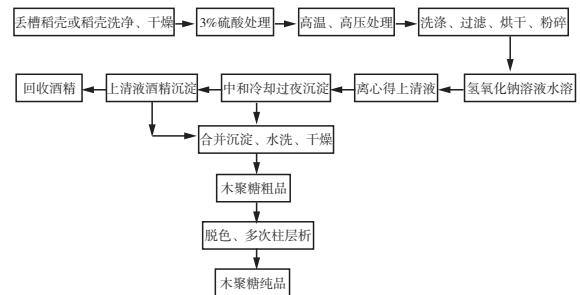 丢槽稻壳或稻壳洗净、干燥
3%硫酸处理
高温、高压处理
洗涤、过滤、烘干、粉碎
氢氧化钠溶液水溶
离心得上清液
中和冷却过夜沉淀
上清液酒精沉淀
回收酒精
合并沉淀、水洗、干燥
木聚糖粗品
脱色、多次柱层析
木聚糖纯品